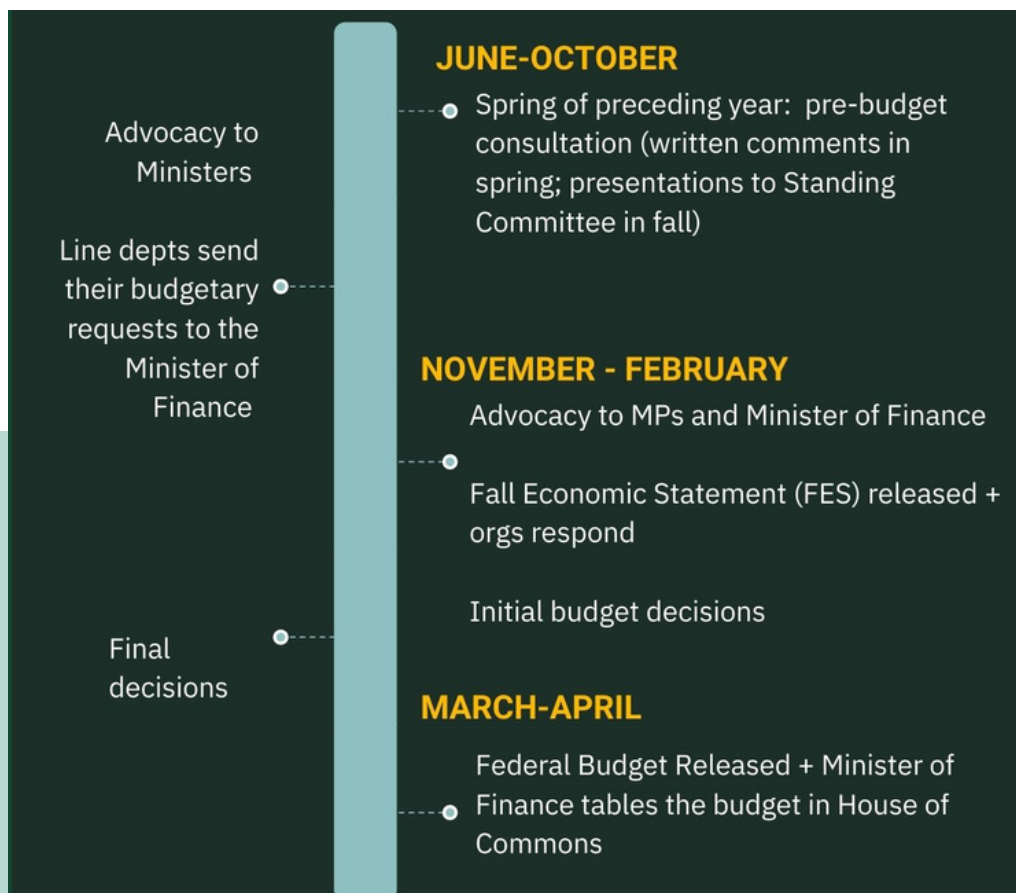 JUNE-OCTOBER
Spring of preceding year:  pre-budget
consultation (written comments in
spring; presentations to Standing
Committee in fall)
Advocacy to
Ministers
Line depts send
their budgetary
requests to the
Minister of
Finance
NOVEMBER - FEBRUARY
Advocacy to MPs and Minister of Finance
Fall Economic Statement (FES) released +
orgs respond
Initial budget decisions
Final
decisions
MARCH-APRIL
Federal Budget Released + Minister of
Finance tables the budget in House of
Commons